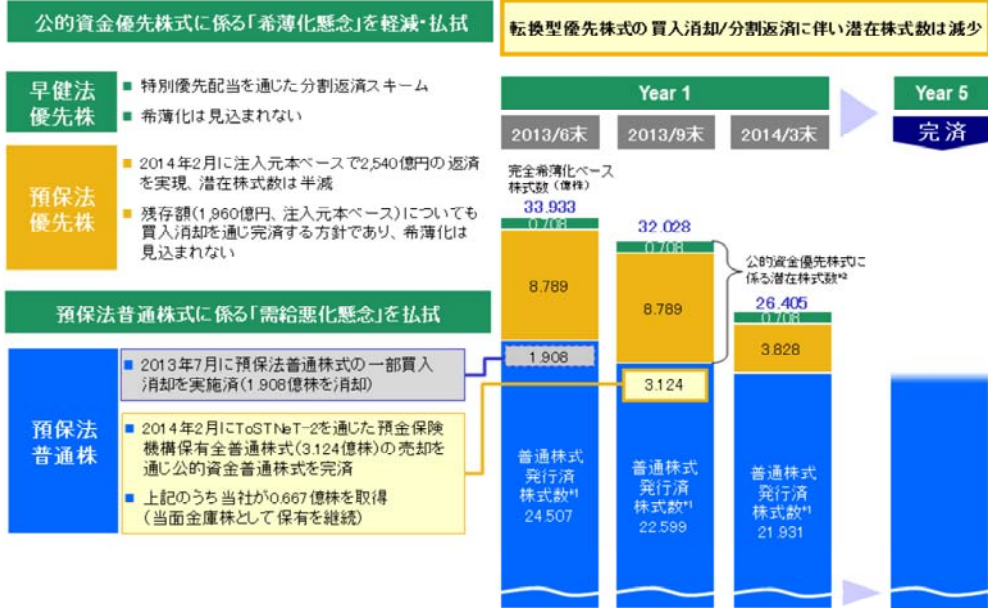 公的資金優先株式に係る「希薄化懸念」を軽減・払拭
早健法
優先株
■ 特別優先配当を通じた分割返済スキーム
■ 希薄化は見込まれない
預保法
優先株
■ 2014年2月に注入元本ベースで2,540億円の返済
を実現、潜在株式数は半減
■ 残存額(1,960億円、注入元本ベース)についても
買入消却を通じ完済する方針であり、希薄化は
見込まれない
預保法普通株式に係る「需給悪化懸念」を払拭
預保法
普通株
■ 2013年7月に預保法普通株式の一部買入
消却を実施済(1.908億株を消却)
■ 2014年2月にToSTNeT-2を通じた預金保険
機構保有全普通株式(3.124億株)の売却を
通じ公的資金普通株式を完済
■ 上記のうち当社が0.667億株を取得
(当面金庫株として保有を継続)
転換型優先株式の買入消却/分割返済に伴い潜在株式数は減少
Year 1
Year 5
2013/6末
2013/9末
2014/3末
完済
完全希薄化ベース
株式数(億株)
33.933
0.708
8.789
1.908
普通株式
発行済
株式数*1
24.507
32.028
0.708
8.789
3.124
普通株式
発行済
株式数*1
22.599
公的資金優先株式に
係る潜在株式数*2
26.405
0.708
3.828
普通株式
発行済
株式数*1
21.931